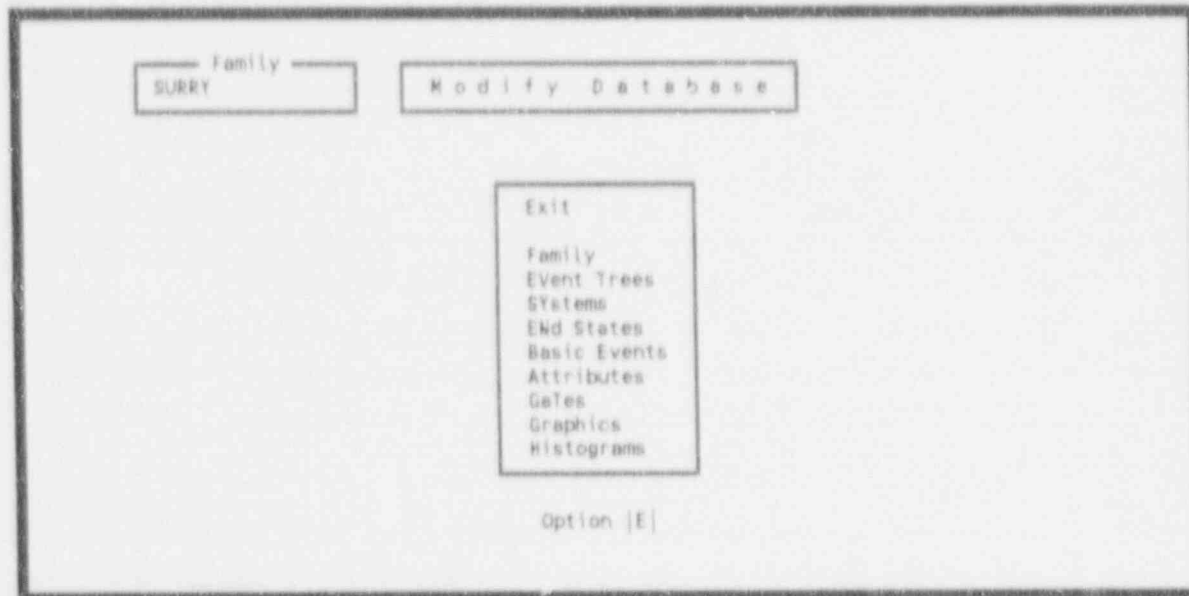 Family
SURRY
Modify Database
Exit
Family
EVent Trees
SYstems
ENd States
Basic Events
Attributes
GaTes
Graphics
Histograms
Option |E|